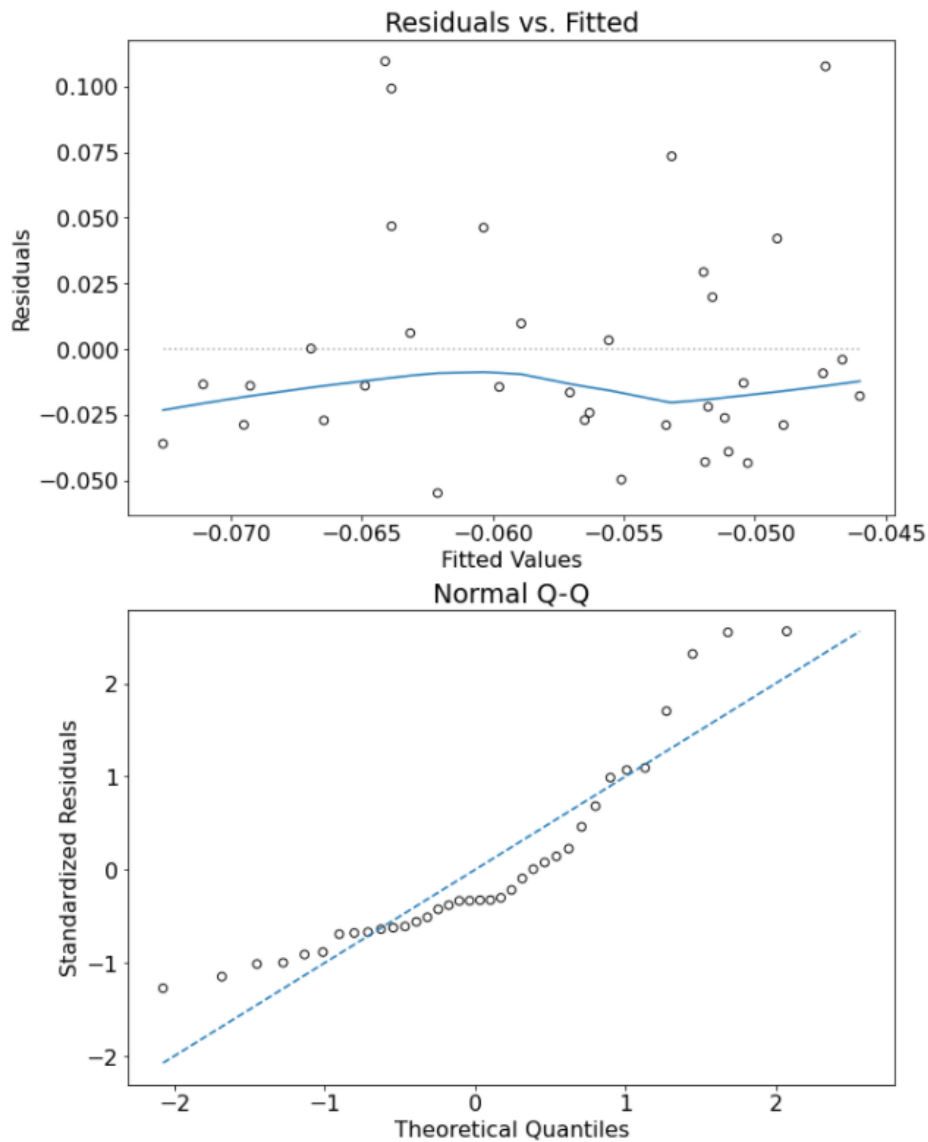 Residuals vs. Fitted
0.100
0.075
0.050
0.025
0.000
−0.025
−0.050
Residuals
−0.070 −0.065 −0.060 −0.055 −0.050 −0.045
Fitted Values
Normal Q-Q
2
1
0
−1
−2
Standardized Residuals
−2 −1 0 1 2
Theoretical Quantiles